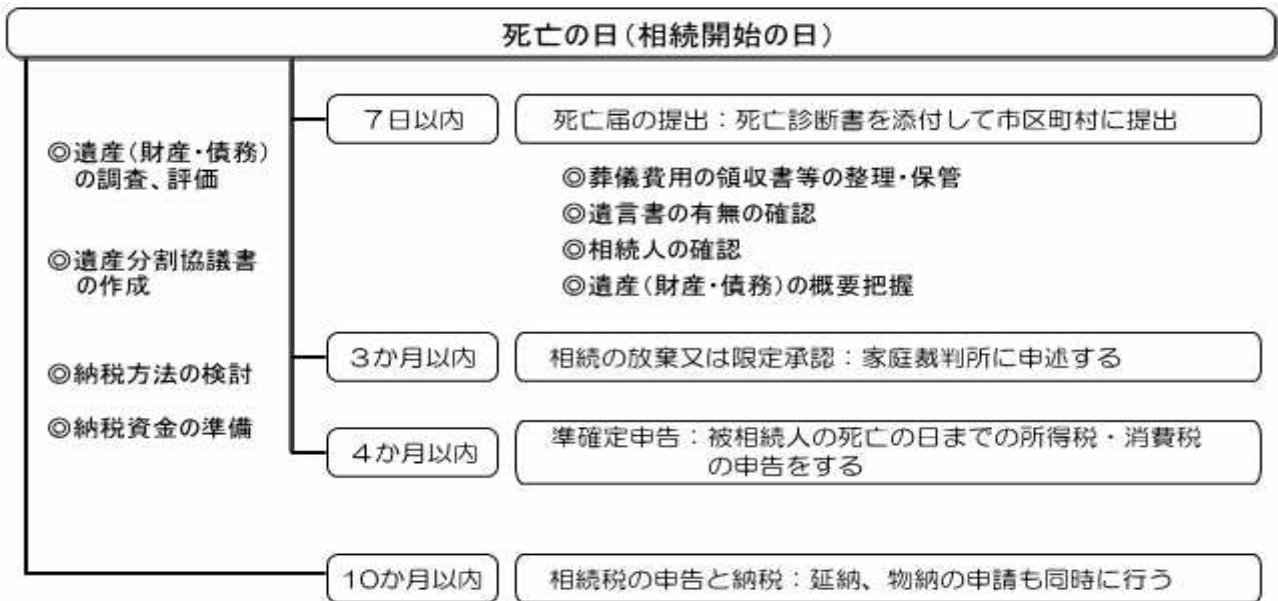 死亡の日(相続開始の日)
7日以内
死亡届の提出：死亡診断書を添付して市区町村に提出
◎遺産(財産・債務)
の調査、評価
◎遺産分割協議書
の作成
◎納税方法の検討
◎納税資金の準備
◎葬儀費用の領収書等の整理・保管
◎遺言書の有無の確認
◎相続人の確認
◎遺産(財産・債務)の概要把握
3か月以内
相続の放棄又は限定承認：家庭裁判所に申述する
4か月以内
準確定申告：被相続人の死亡の日までの所得税・消費税
の申告をする
10か月以内
相続税の申告と納税：延納、物納の申請も同時に行う